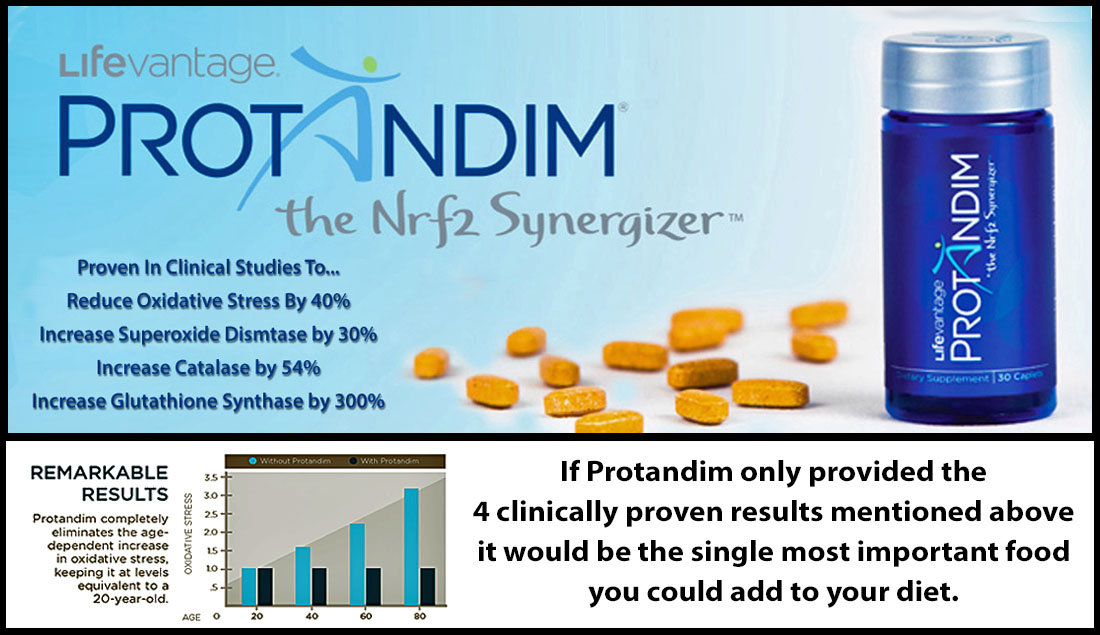 Lifevantage®
PROTANDIM®
the Nrf2 Synergizer™
Proven In Clinical Studies To...
Reduce Oxidative Stress By 40%
Increase Superoxide Dismtase by 30%
Increase Catalase by 54%
Increase Glutathione Synthase by 300%
Lifevantage
PROTANDIM
the Nrf2 Synergizer
Dietary Supplement | 30 Caplets
REMARKABLE
RESULTS
Protandim completely
eliminates the age-
dependent increase
in oxidative stress,
keeping it at levels
equivalent to a
20-year-old.
Without Protandim With Protandim
OXIDATIVE STRESS
3.5
3.0
2.5
2.0
1.5
1.0
.5
AGE 0 20 40 60 80
If Protandim only provided the
4 clinically proven results mentioned above
it would be the single most important food
you could add to your diet.